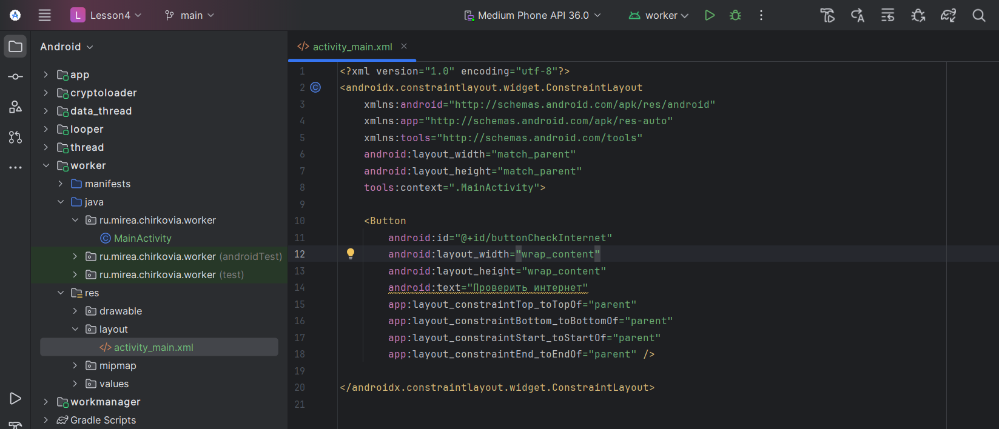 L Lesson4 main Medium Phone API 36.0 worker
Android
app
cryptoloader
data_thread
looper
thread
worker
manifests
java
ru.mirea.chirkovia.worker
MainActivity
ru.mirea.chirkovia.worker (androidTest)
ru.mirea.chirkovia.worker (test)
res
drawable
layout
activity_main.xml
mipmap
values
workmanager
Gradle Scripts
activity_main.xml
1 <?xml version="1.0" encoding="utf-8"?>
2 <androidx.constraintlayout.widget.ConstraintLayout
3 xmlns:android="http://schemas.android.com/apk/res/android"
4 xmlns:app="http://schemas.android.com/apk/res-auto"
5 xmlns:tools="http://schemas.android.com/tools"
6 android:layout_width="match_parent"
7 android:layout_height="match_parent"
8 tools:context=".MainActivity">
9
10 <Button
11 android:id="@+id/buttonCheckInternet"
12 android:layout_width="wrap_content"
13 android:layout_height="wrap_content"
14 android:text="Проверить интернет"
15 app:layout_constraintTop_toTopOf="parent"
16 app:layout_constraintBottom_toBottomOf="parent"
17 app:layout_constraintStart_toStartOf="parent"
18 app:layout_constraintEnd_toEndOf="parent" />
19
20 </androidx.constraintlayout.widget.ConstraintLayout>
21